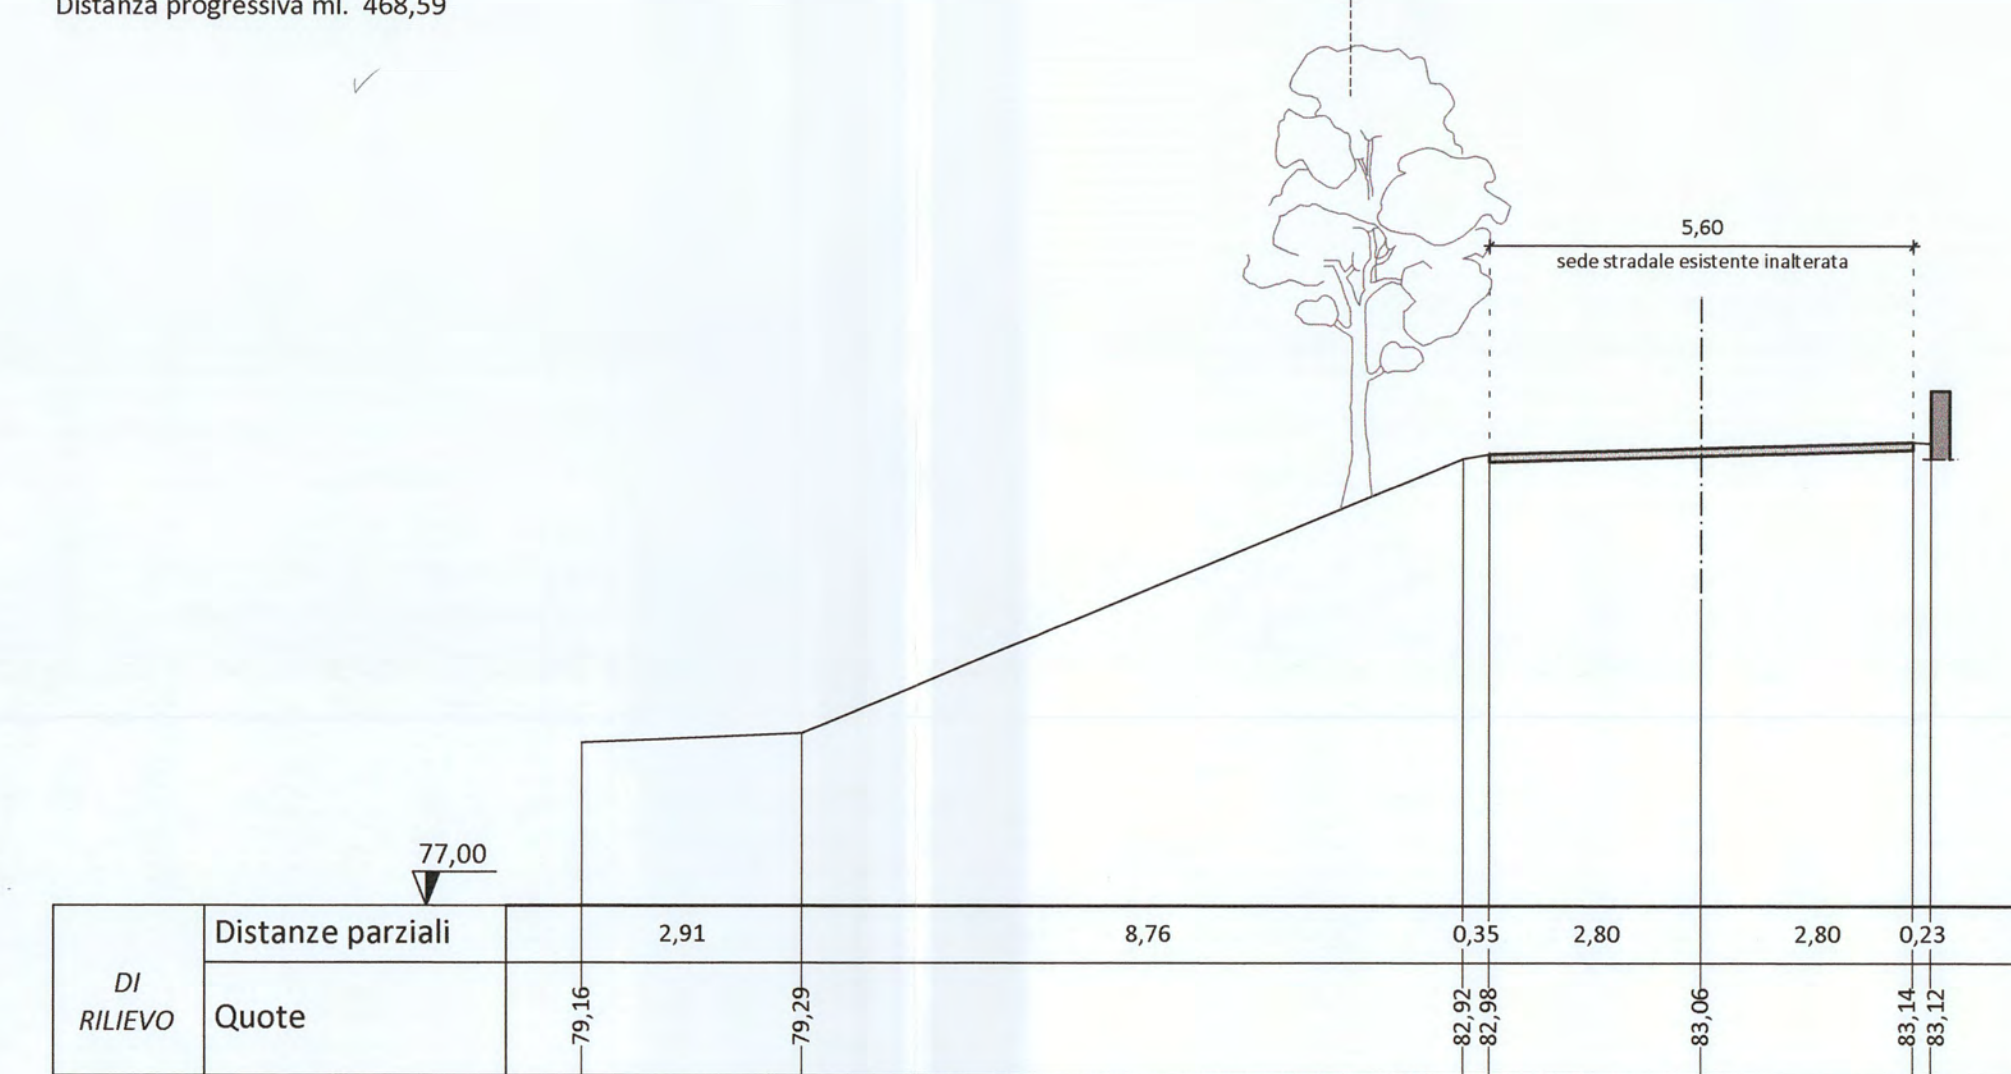 Distanza progressiva ml. 468,59
5,60
sede stradale esistente inalterata
77,00
Distanze parziali
2,91 8,76 0,35 2,80 2,80 0,23
DI
RILIEVO
Quote
79,16 79,29 82,92 82,98 83,06 83,14 83,12